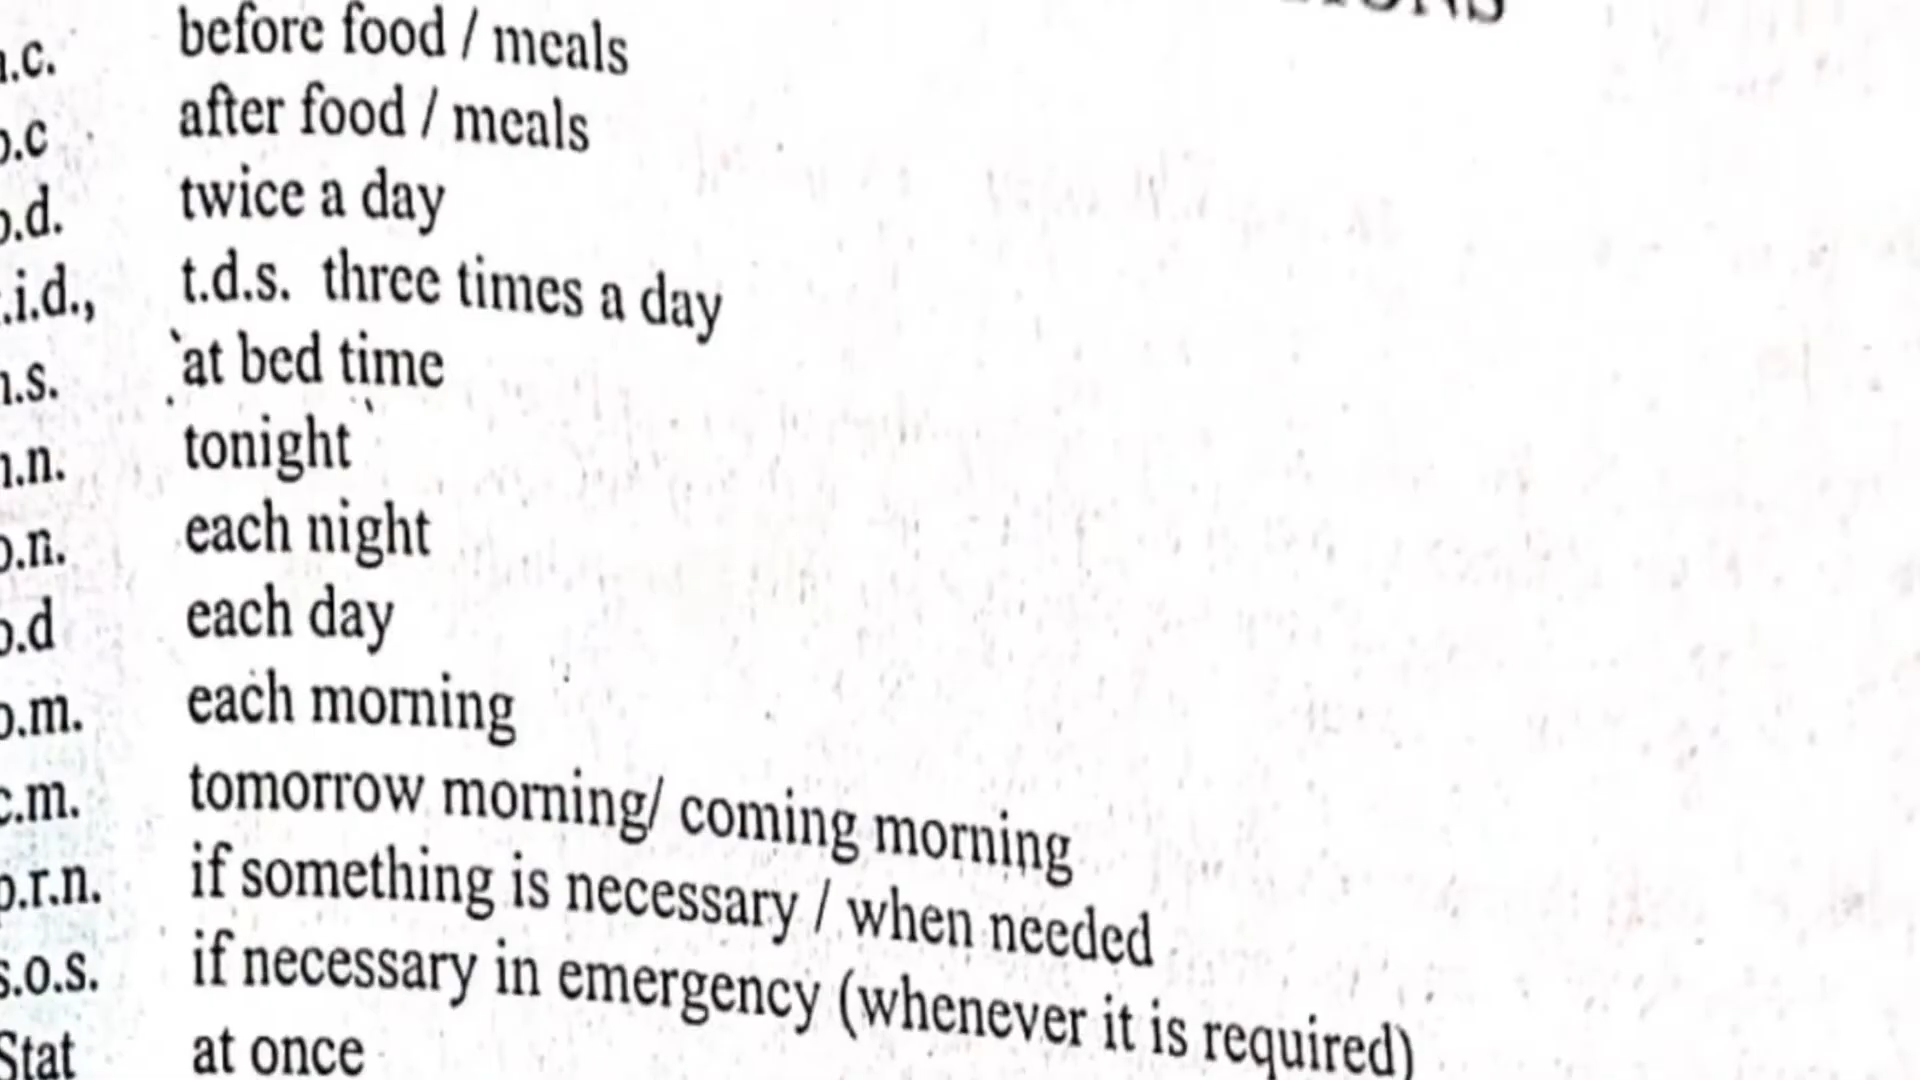 .c. before food / meals
.c after food / meals
.d. twice a day
.i.d., t.d.s. three times a day
.s. at bed time
.n. tonight
.n. each night
.d each day
.m. each morning
.m. tomorrow morning/ coming morning
p.r.n. if something is necessary / when needed
s.o.s. if necessary in emergency (whenever it is required)
Stat at once